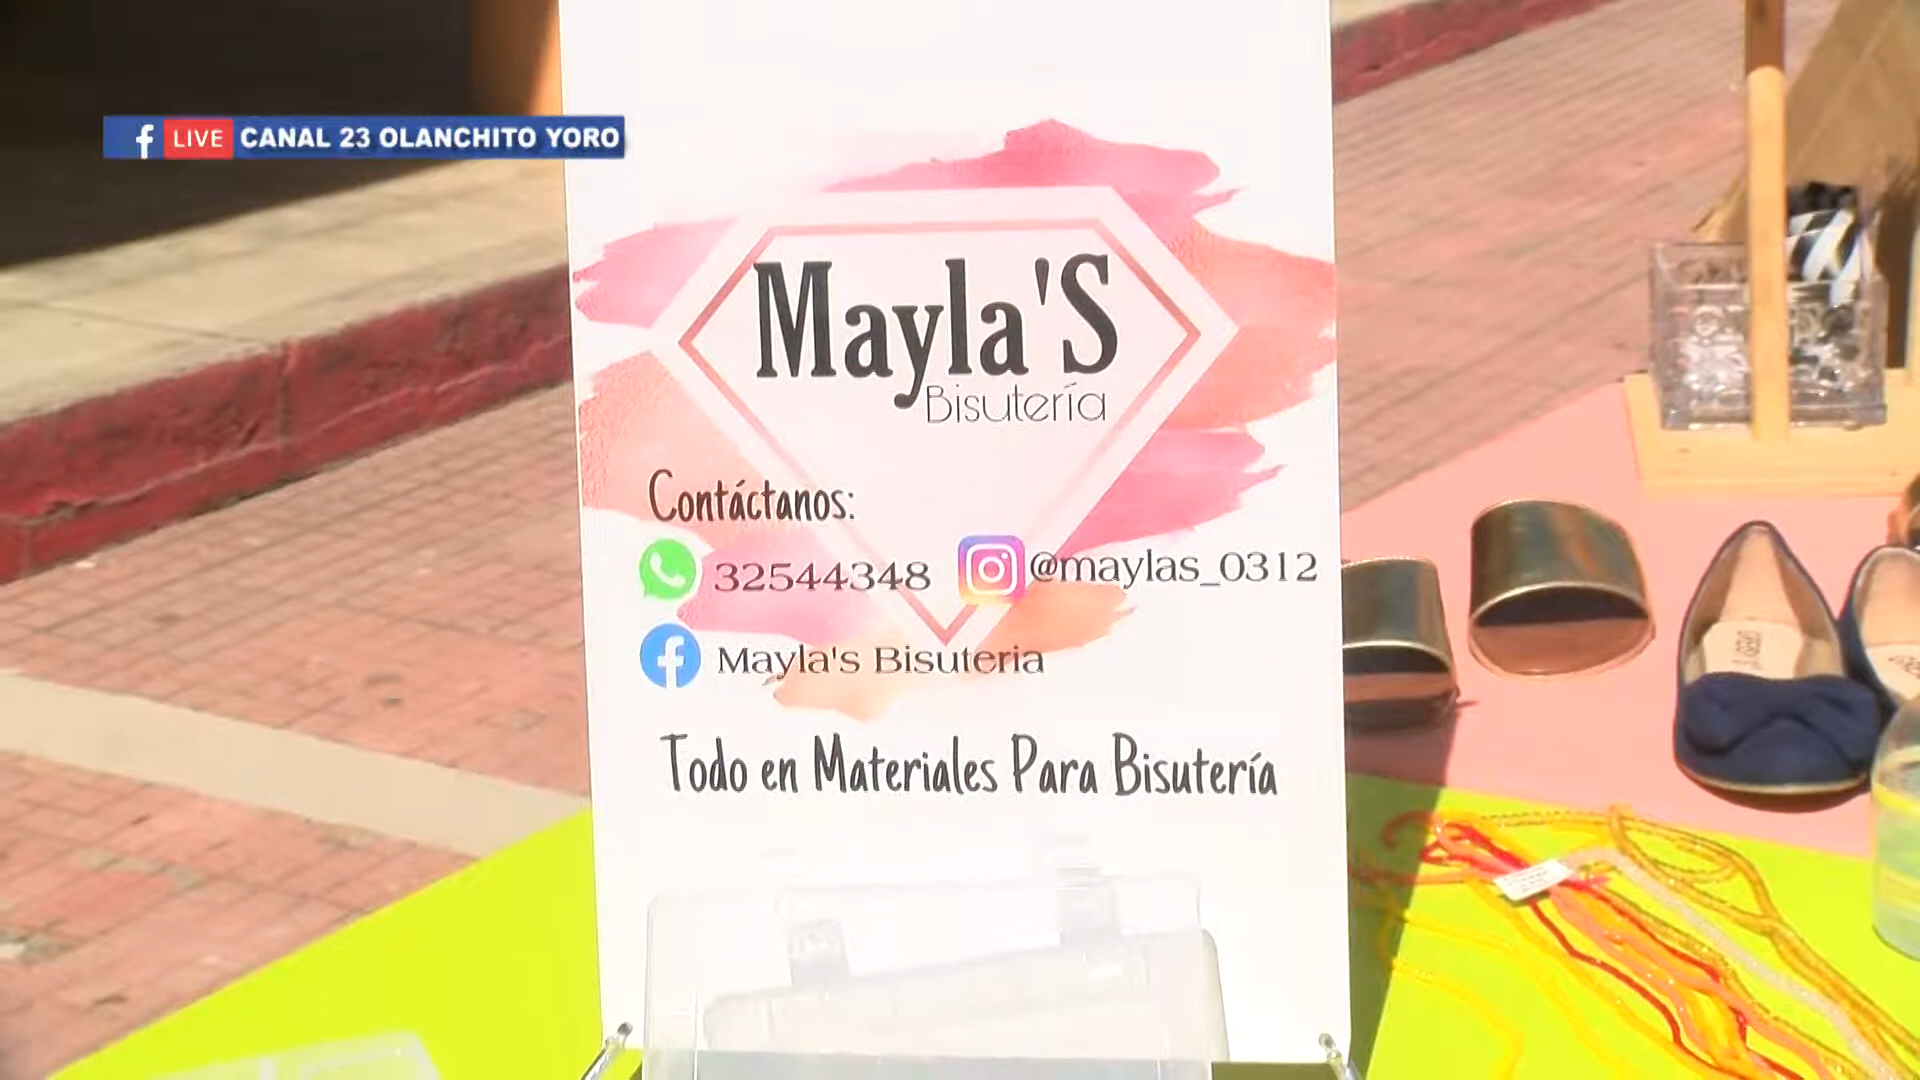 LIVE CANAL 23 OLANCHITO YORO
Mayla'S
Bisutería
Contáctanos:
32544348 @maylas_0312
Mayla's Bisuteria
Todo en Materiales Para Bisutería